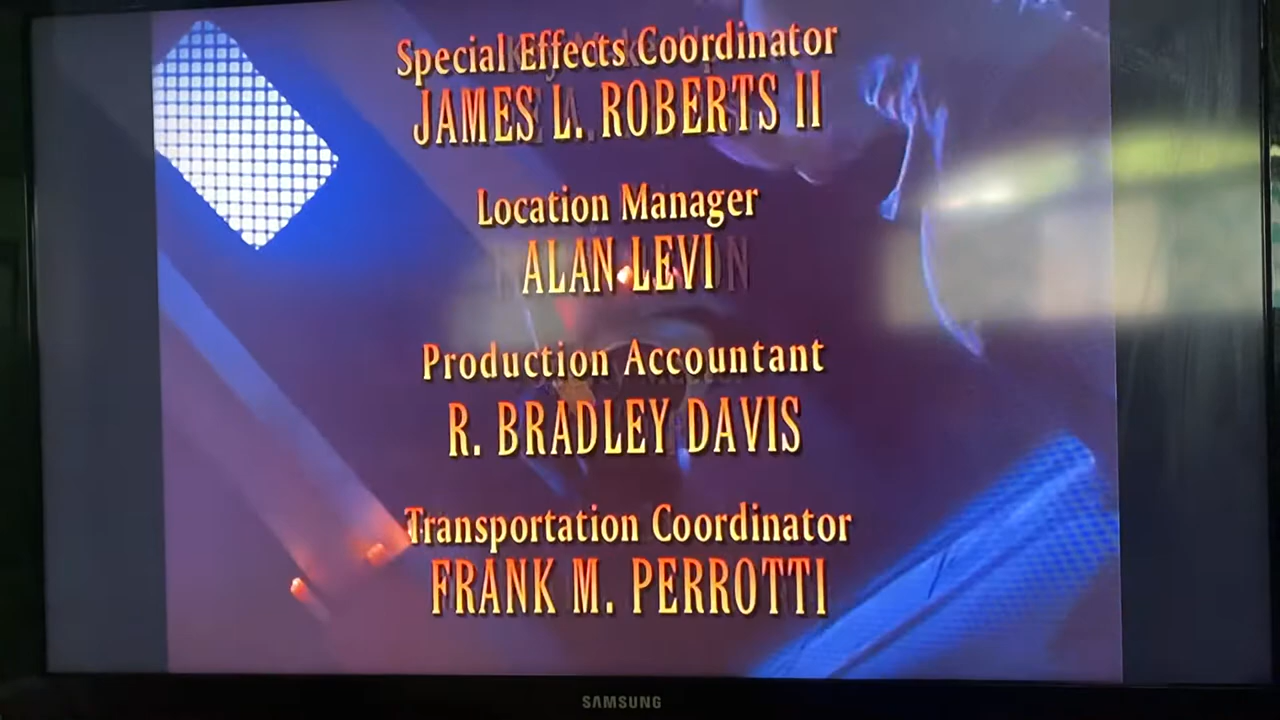 Special Effects Coordinator
JAMES L. ROBERTS II
Location Manager
ALAN LEVI
Production Accountant
R. BRADLEY DAVIS
Transportation Coordinator
FRANK M. PERROTTI
SAMSUNG